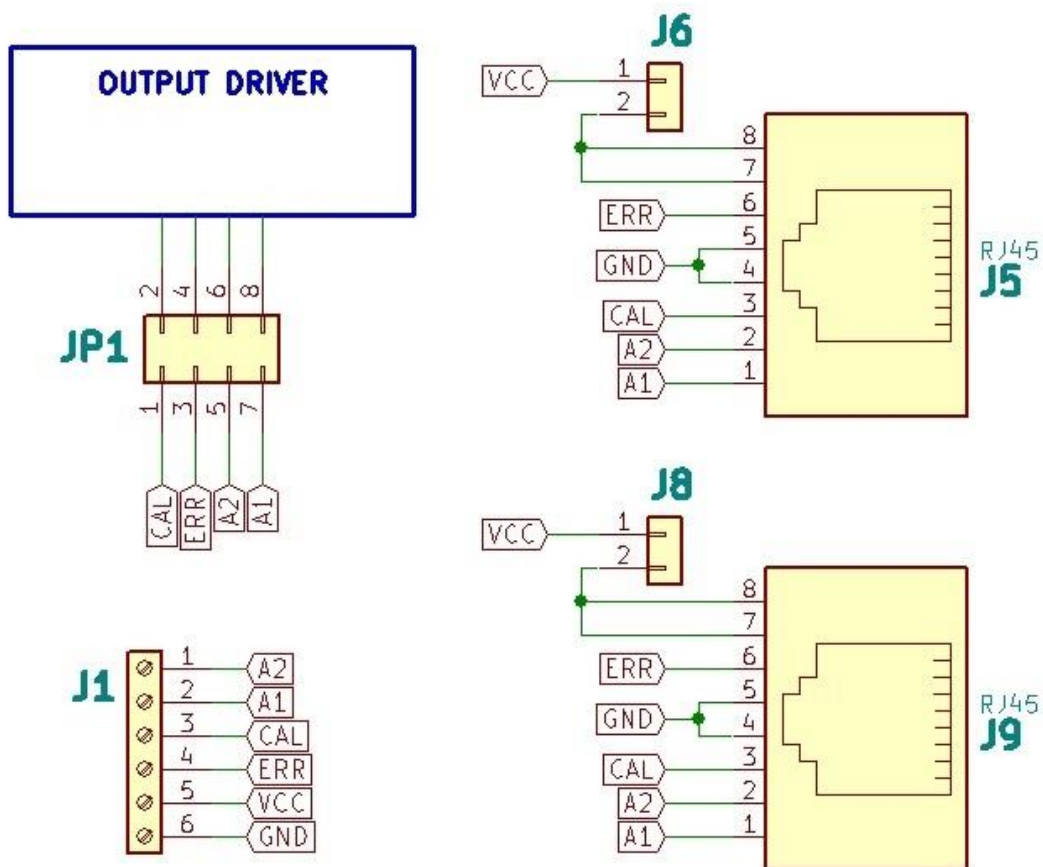 OUTPUT DRIVER
2 4 6 8
JP1
1 3 5 7
CAL ERR A2 A1
J1
1 A2
2 A1
3 CAL
4 ERR
5 VCC
6 GND
J6
VCC 1
2
8
7
ERR 6
5
GND
4
CAL 3
A2 2
A1 1
RJ45
J5
J8
VCC 1
2
8
7
ERR 6
5
GND
4
CAL 3
A2 2
A1 1
RJ45
J9